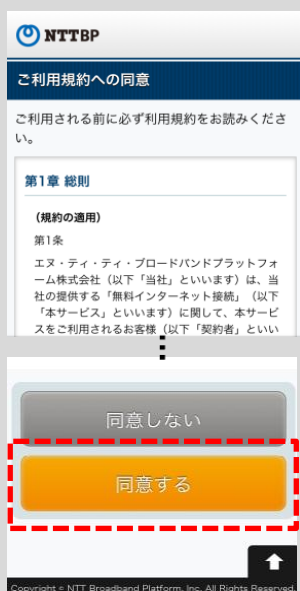 NTTBP
ご利用規約への同意
ご利用される前に必ず利用規約をお読みくださ
い。
第1章 総則
（規約の適用）
第1条
エヌ・ティ・ティ・ブロードバンドプラットフォ
ーム株式会社（以下「当社」といいます）は、当
社の提供する「無料インターネット接続」（以下
「本サービス」といいます）に関して、本サービ
スをご利用されるお客様（以下「契約者」といい
同意しない
同意する
Copyright © NTT Broadband Platform, Inc. All Rights Reserved.